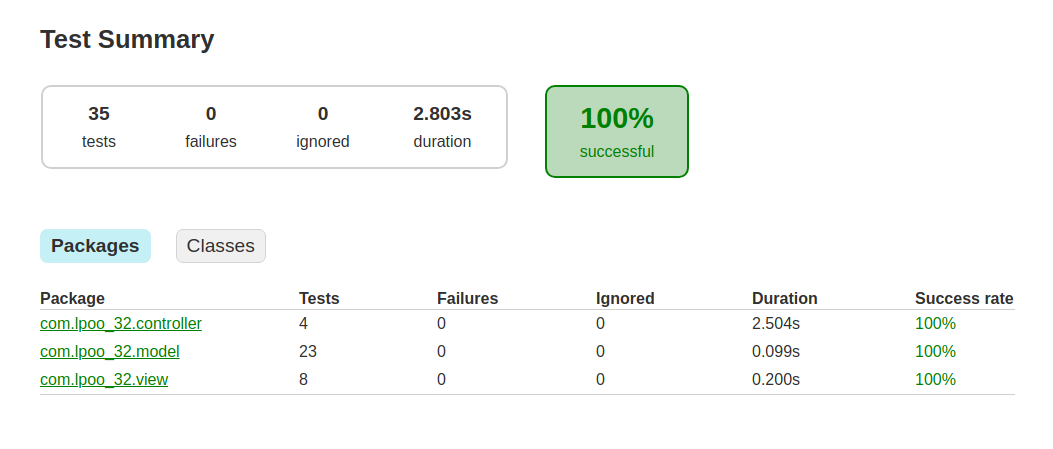 Test Summary
35 0 0 2.803s
tests failures ignored duration
100%
successful
Packages Classes
Package Tests Failures Ignored Duration Success rate
com.lpoo_32.controller 4 0 0 2.504s 100%
com.lpoo_32.model 23 0 0 0.099s 100%
com.lpoo_32.view 8 0 0 0.200s 100%